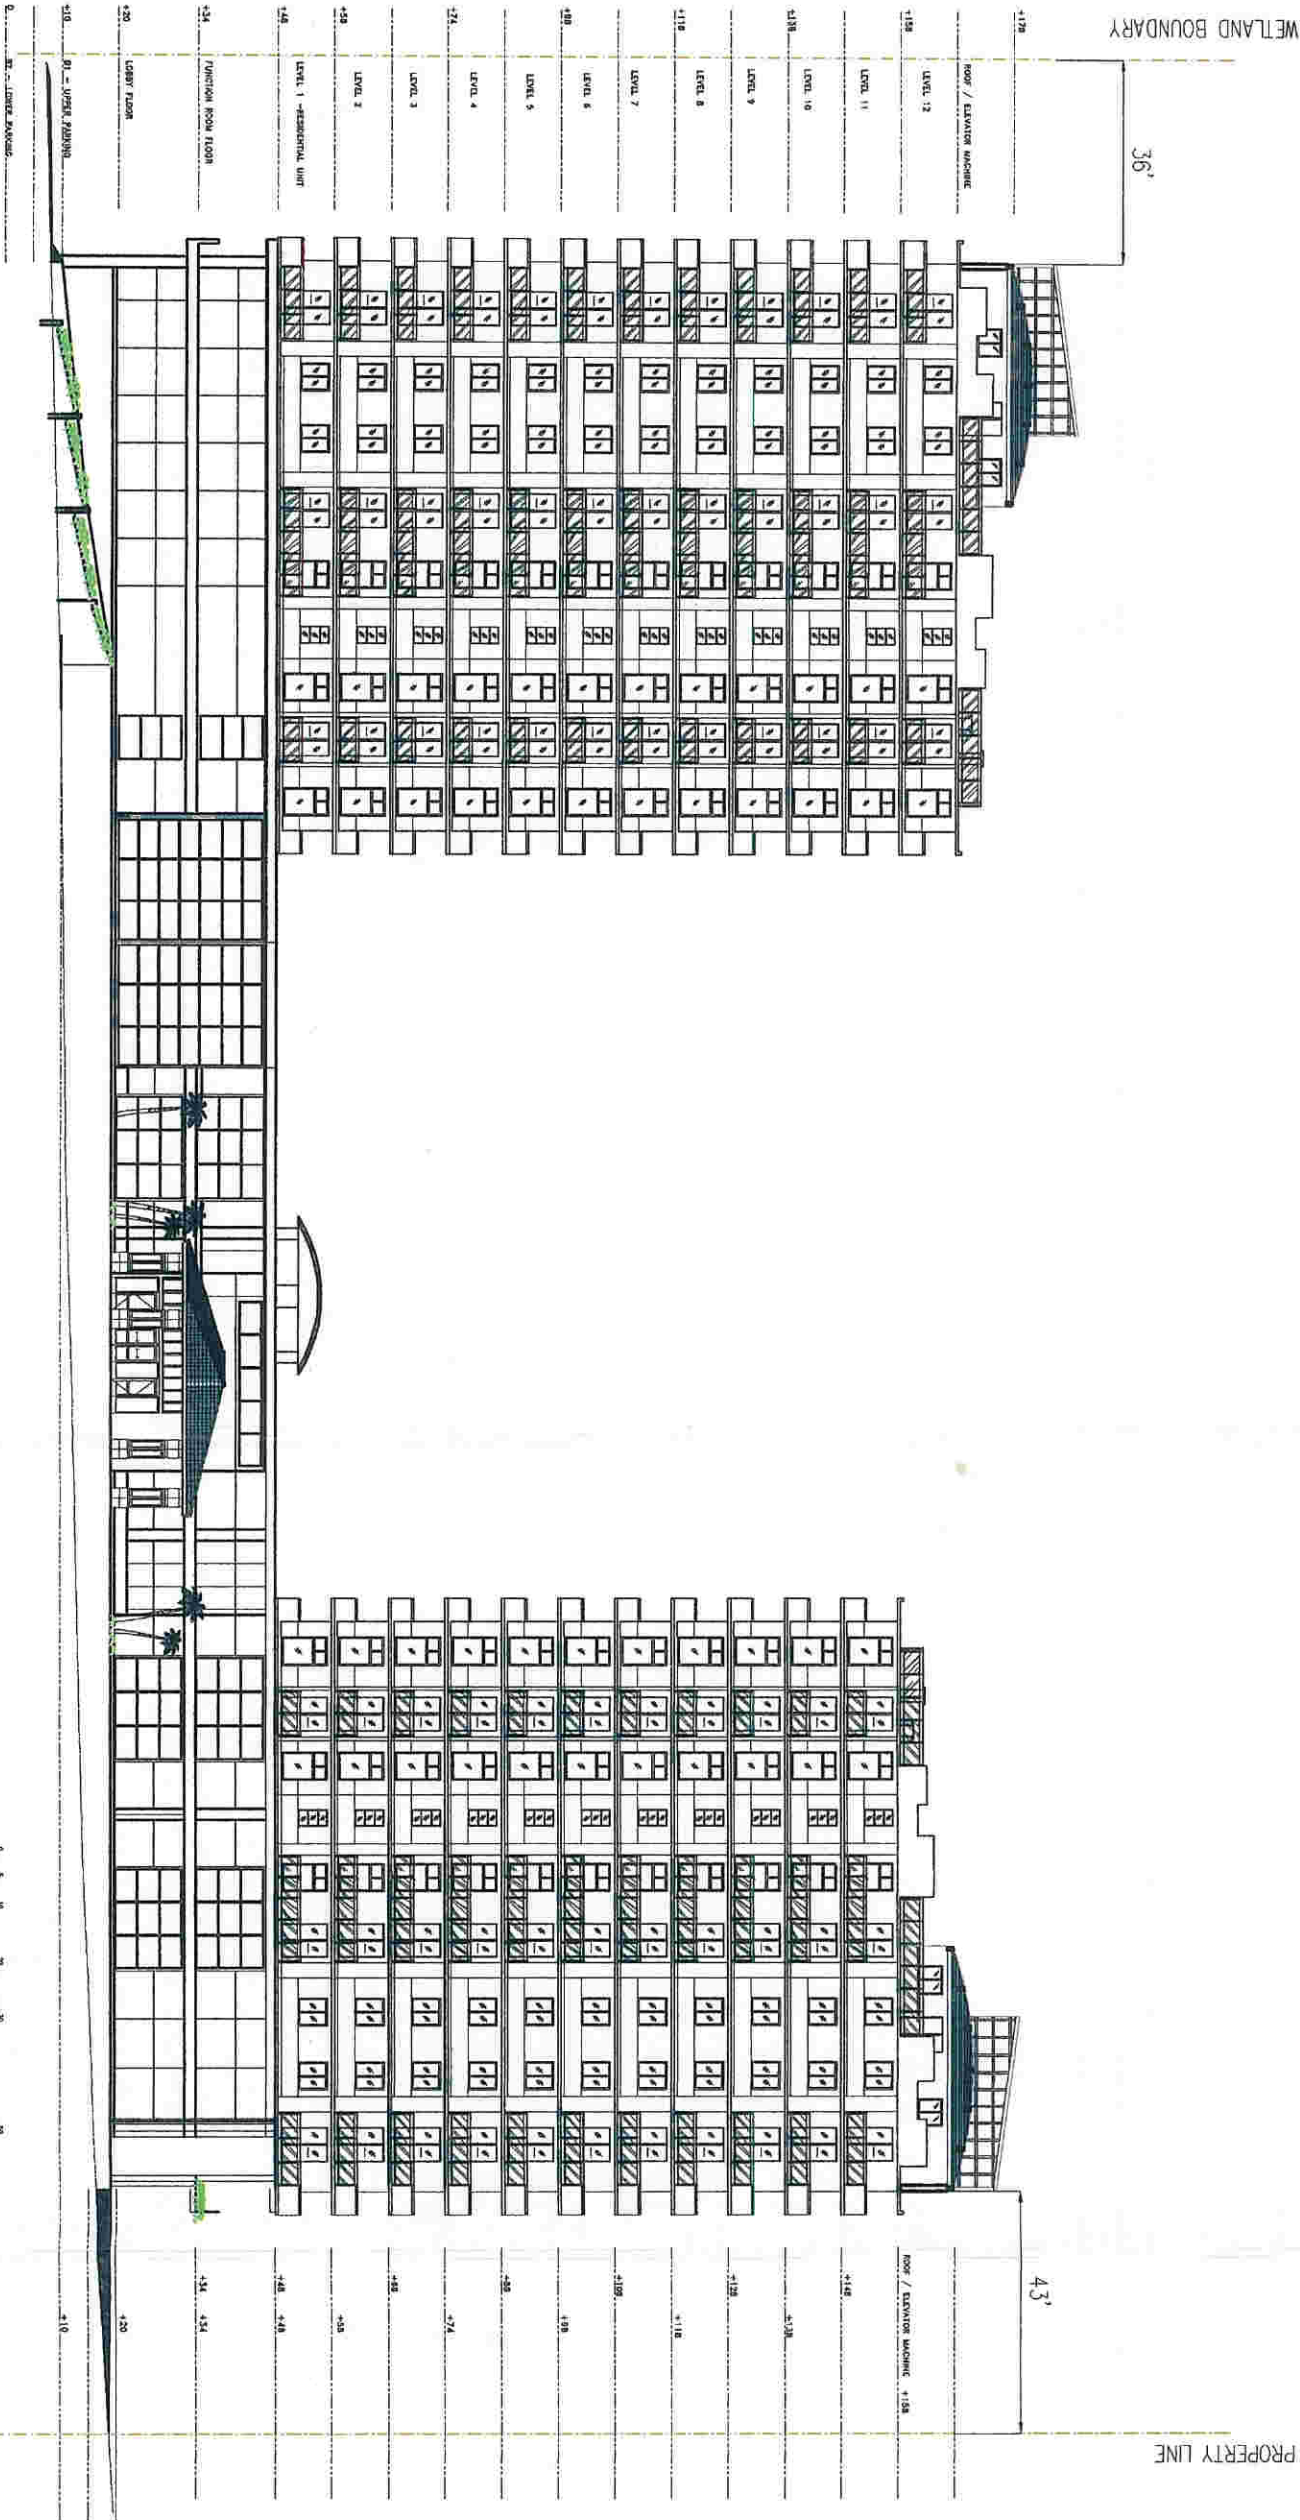 WETLAND BOUNDARY
36'
+178
ROOF / ELEVATOR MACHINE
LEVEL 12
+158
LEVEL 11
LEVEL 10
+138
LEVEL 9
LEVEL 8
+118
LEVEL 7
LEVEL 6
+98
LEVEL 5
LEVEL 4
+74
LEVEL 3
LEVEL 2
+58
LEVEL 1 -RESIDENTIAL UNIT
+48
FUNCTION ROOM FLOOR
+34
LOBBY FLOOR
+20
B1 - UPPER PARKING
+10
B2 - LOWER PARKING
0
PROPERTY LINE
43'
ROOF / ELEVATOR MACHINE +158
+148
+138
+128
+118
+108
+98
+74
+58
+48
+48
+34
+34
+20
+10